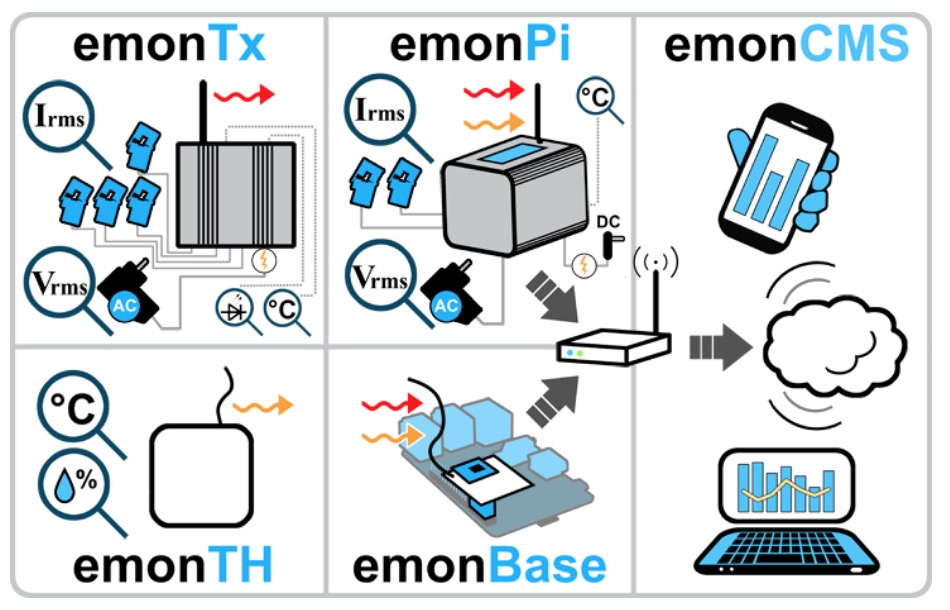 emonTx
Irms
Vrms
AC
°C
emonPi
Irms
°C
DC
Vrms
AC
emonCMS
°C
%
emonTH
emonBase